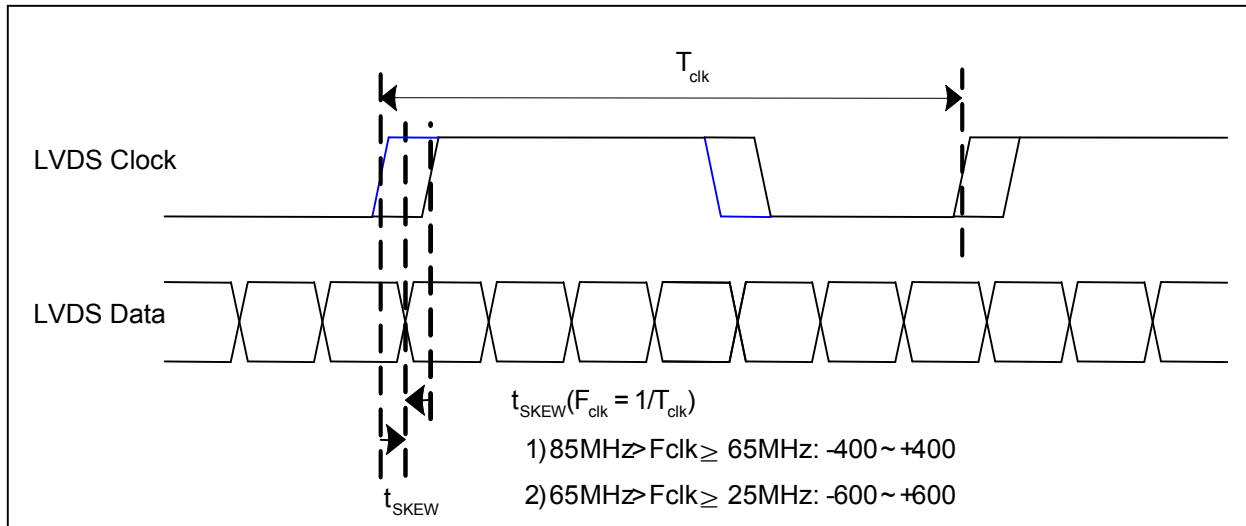 T_clk
LVDS Clock
LVDS Data
t_SKEW(F_clk = 1/T_clk)
1)85MHz>Fclk≥ 65MHz: -400~+400
2)65MHz>Fclk≥ 25MHz: -600~+600
t_SKEW